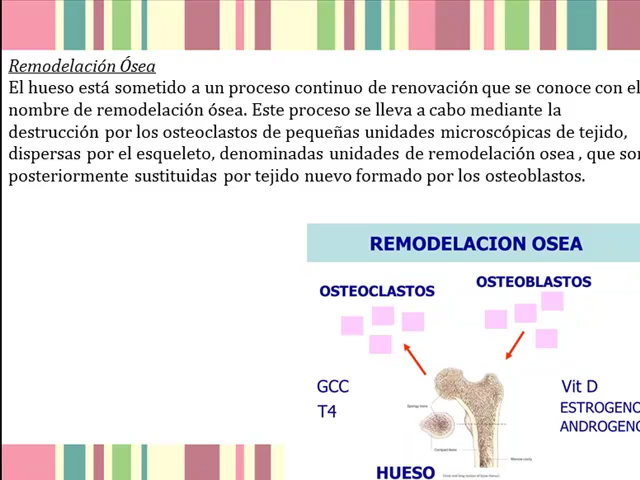 Remodelación Ósea
El hueso está sometido a un proceso continuo de renovación que se conoce con el
nombre de remodelación ósea. Este proceso se lleva a cabo mediante la
destrucción por los osteoclastos de pequeñas unidades microscópicas de tejido,
dispersas por el esqueleto, denominadas unidades de remodelación osea , que son
posteriormente sustituidas por tejido nuevo formado por los osteoblastos.
REMODELACION OSEA
OSTEOCLASTOS
OSTEOBLASTOS
GCC
T4
Vit D
ESTROGENO
ANDROGENO
HUESO